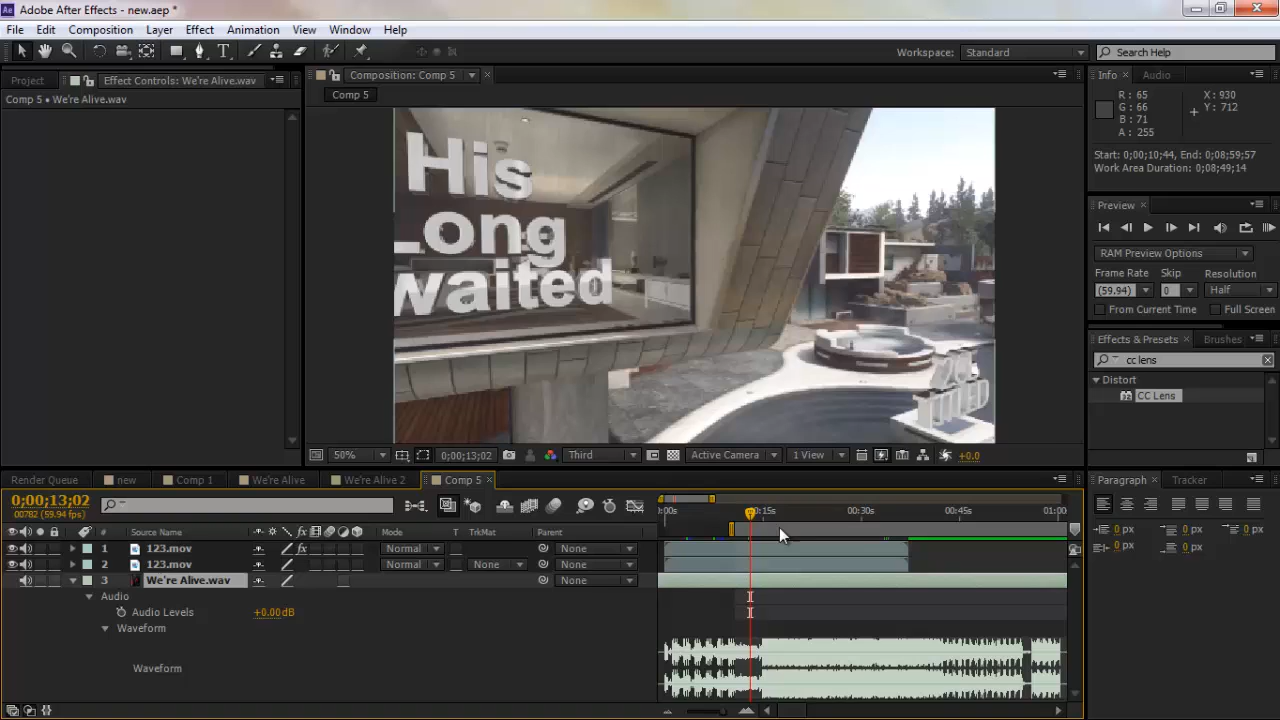 Adobe After Effects - new.aep *
File Edit Composition Layer Effect Animation View Window Help
Workspace: Standard Search Help
Project Effect Controls: We're Alive.wav
Comp 5 • We're Alive.wav
Composition: Comp 5
Comp 5
His
Long
waited
50% 0;00;13;02 Third Active Camera 1 View +0.0
Info Audio
R : 65
G : 66
B : 71
A : 255
X : 930
Y : 712
Start: 0;00;10;44, End: 0;08;59;57
Work Area Duration: 0;08;49;14
Preview
RAM Preview Options
Frame Rate Skip Resolution
(59.94) 0 Half
From Current Time Full Screen
Effects & Presets Brushes
cc lens
Distort
CC Lens
Paragraph Tracker
0 px 0 px 0 px
0 px 0 px
Render Queue new Comp 1 We're Alive We're Alive 2 Comp 5
0;00;13;02
00782 (59.94 fps)
0:00s 0:15s 00:30s 00:45s 01:00s
# Source Name Mode T TrkMat Parent
1 123.mov Normal None
2 123.mov Normal None None
3 We're Alive.wav None
Audio
Audio Levels +0.00dB
Waveform
Waveform